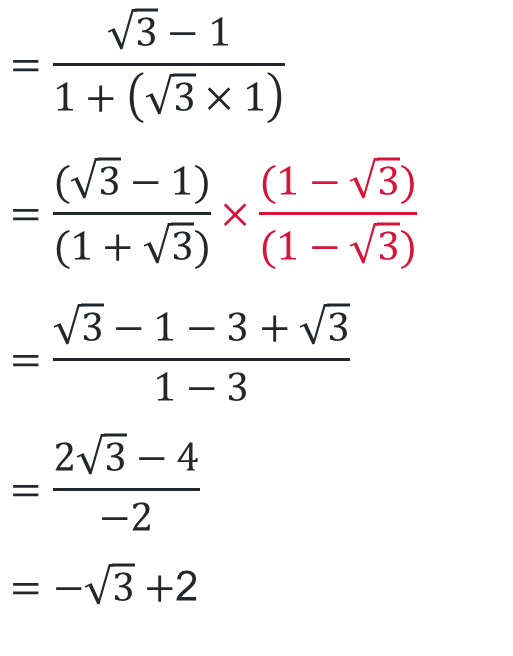 = (√3 − 1) / (1 + (√3 × 1))
= (√3 − 1) / (1 + √3) × (1 − √3) / (1 − √3)
= (√3 − 1 − 3 + √3) / (1 − 3)
= (2√3 − 4) / (−2)
= −√3 +2